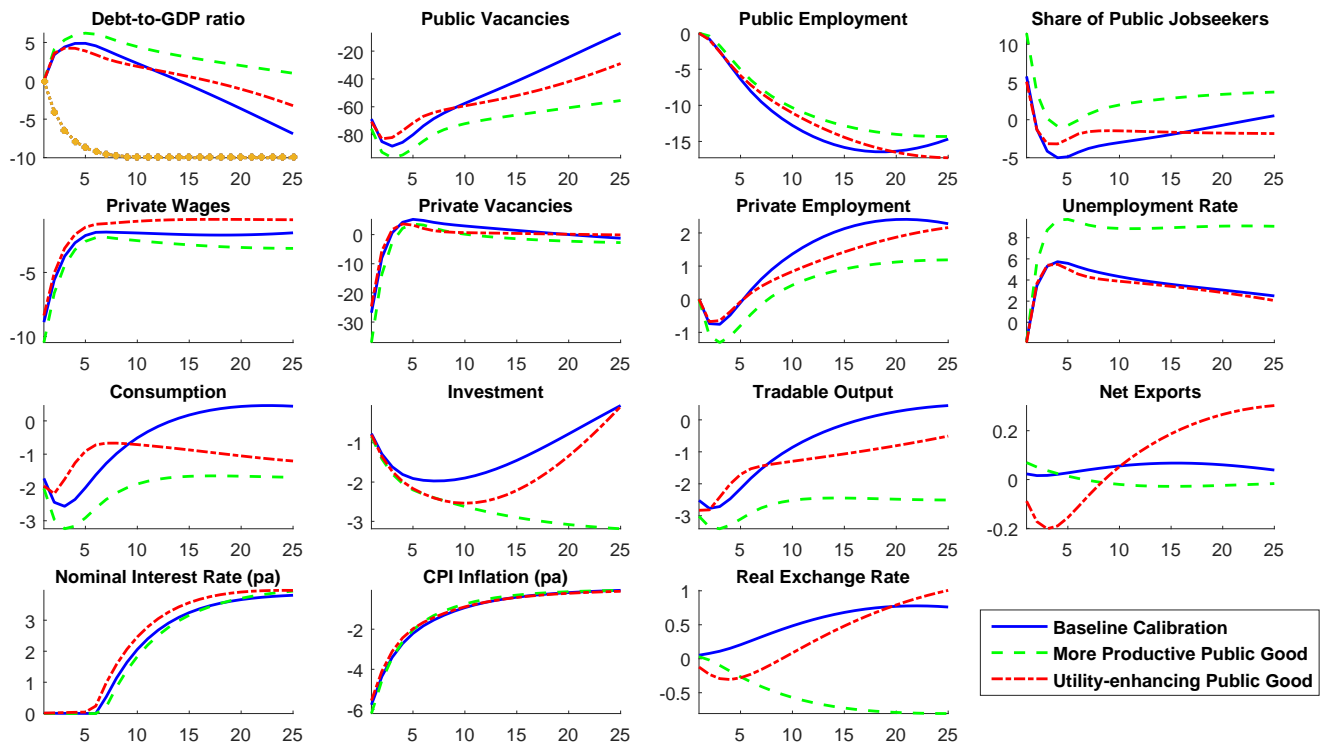 Debt-to-GDP ratio
5
0
-5
-10
5 10 15 20 25
Public Vacancies
-20
-40
-60
-80
5 10 15 20 25
Public Employment
0
-5
-10
-15
5 10 15 20 25
Share of Public Jobseekers
10
5
0
-5
5 10 15 20 25
Private Wages
-5
-10
5 10 15 20 25
Private Vacancies
0
-10
-20
-30
5 10 15 20 25
Private Employment
2
1
0
-1
5 10 15 20 25
Unemployment Rate
8
6
4
2
0
5 10 15 20 25
Consumption
0
-1
-2
-3
5 10 15 20 25
Investment
-1
-2
-3
5 10 15 20 25
Tradable Output
0
-1
-2
-3
5 10 15 20 25
Net Exports
0.2
0
-0.2
5 10 15 20 25
Nominal Interest Rate (pa)
3
2
1
0
5 10 15 20 25
CPI Inflation (pa)
-2
-4
-6
5 10 15 20 25
Real Exchange Rate
1
0.5
0
-0.5
5 10 15 20 25
Baseline Calibration
More Productive Public Good
Utility-enhancing Public Good